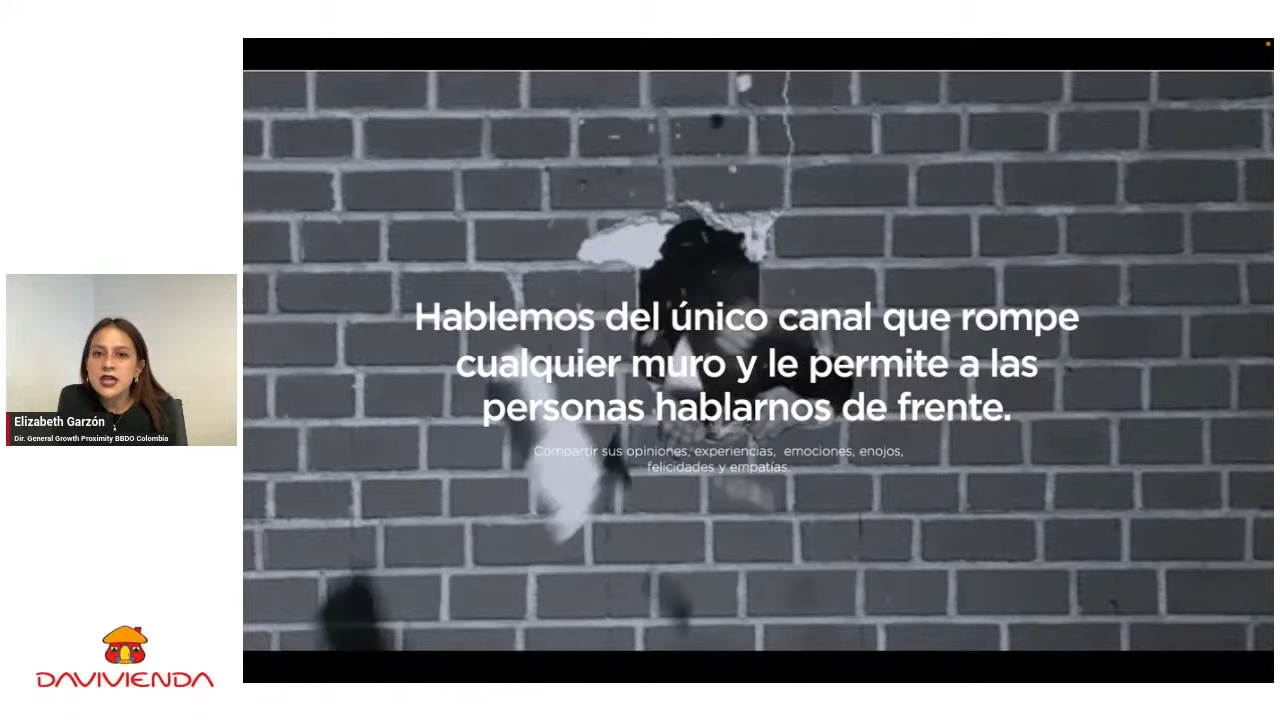 Hablemos del único canal que rompe
cualquier muro y le permite a las
personas hablarnos de frente.
Compartir sus opiniones, experiencias, emociones, enojos,
felicidades y empatías.
Elizabeth Garzón
Dir. General Growth Proximity BBDO Colombia
DAVIVIENDA